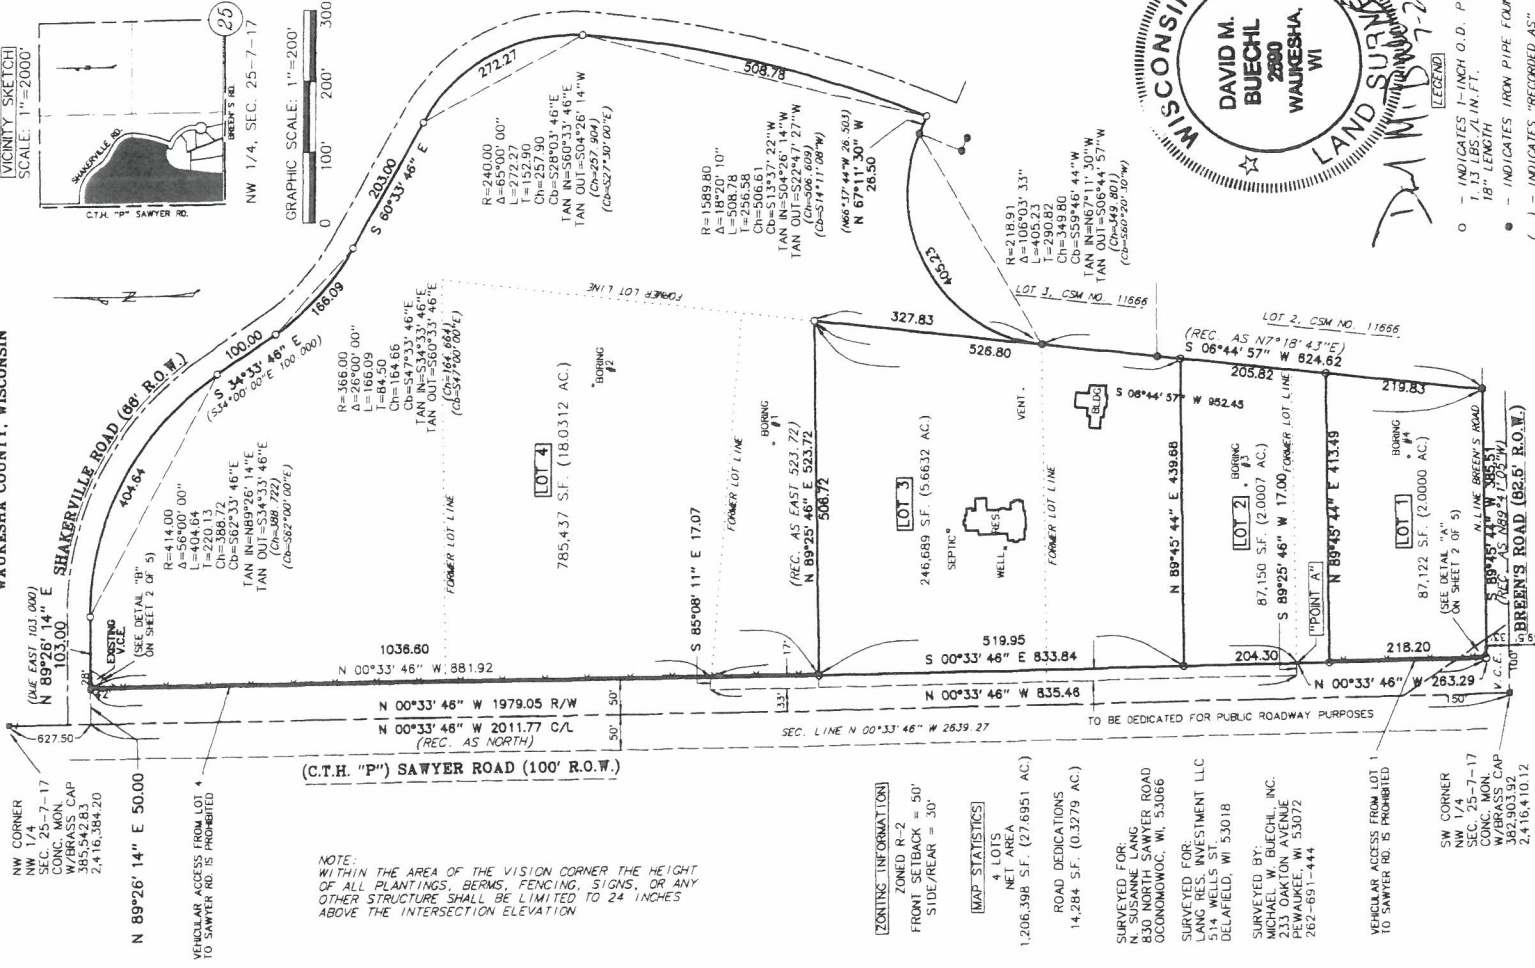 WAUKESHA COUNTY, WISCONSIN
VICINITY SKETCH
SCALE: 1"=2000'
SHAKERVILLE RD.
BREEN'S RD.
C.T.H. "P" SAWYER RD.
25
NW 1/4, SEC. 25-7-17
GRAPHIC SCALE: 1"=200'
0 100' 200' 300'
WISCONSIN
DAVID M.
BUECHL
2690
WAUKESHA,
WI
LAND SURV
LEGEND
○ - INDICATES 1-INCH O.D. P
1.13 LBS./LIN.FT.
18" LENGTH
● - INDICATES IRON PIPE FOUN
( ) - INDICATES "RECORDED AS"
SHAKERVILLE ROAD (66' R.O.W.)
(DUE EAST 103.000)
N 89°26'14" E
103.00
EXISTING
V.C.E.
(SEE DETAIL "B"
ON SHEET 2 OF 5)
28'
42'
404.64
R=414.00
Δ=56°00'00"
L=404.64
T=220.13
Ch=388.72
Cb=S62°33'46"E
TAN IN=N89°26'14"E
TAN OUT=S34°33'46"E
(Ch=388.722)
(Cb=S62°00'00"E)
100.00
S 34°33'46" E
(S34°00'00"E 100.000)
166.09
R=366.00
Δ=26°00'00"
L=166.09
T=84.50
Ch=164.66
Cb=S47°33'46"E
TAN IN=S34°33'46"E
TAN OUT=S60°33'46"E
(Ch=164.664)
(Cb=S47°00'00"E)
203.00
S 60°33'46" E
272.27
R=240.00
Δ=65°00'00"
L=272.27
T=152.90
Ch=257.90
Cb=S28°03'46"E
TAN IN=S60°33'46"E
TAN OUT=S04°26'14"W
(Ch=257.904)
(Cb=S27°30'00"E)
508.78
R=1589.80
Δ=18°20'10"
L=508.78
T=256.58
Ch=506.61
Cb=S13°37'22"W
TAN IN=S04°26'14"W
TAN OUT=S22°47'27"W
(Ch=506.609)
(Cb=S14°11'08"W)
(N66°37'44"W 26.503)
N 67°11'30" W
26.50
405.23
R=218.91
Δ=106°03'33"
L=405.23
T=290.82
Ch=349.80
Cb=S59°46'44"W
TAN IN=N67°11'30"W
TAN OUT=S06°44'57"W
(Ch=349.801)
(Cb=S60°20'30"W)
FORMER LOT LINE
FORMER LOT LINE
FORMER LOT LINE
FORMER LOT LINE
FORMER LOT LINE
LOT 4
785,437 S.F. (18.0312 AC.)
BORING
#2
BORING
#1
LOT 3, CSM NO. 11666
LOT 2, CSM NO. 11666
327.83
526.80
(REC. AS N7°18'43"E)
S 06°44'57" W 624.62
205.82
219.83
S 06°44'57" W 952.45
(REC. AS EAST 523.72)
N 89°25'46" E 523.72
506.72
S 85°08'11" E 17.07
LOT 3
246,689 S.F. (5.6632 AC.)
SEPTIC
WELL
RES.
VENT
BLDG
N 89°45'44" E 439.68
LOT 2
87,150 S.F. (2.0007 AC.)
BORING
#3
S 89°25'46" W 17.00
"POINT A"
N 89°45'44" E 413.49
LOT 1
87,122 S.F. (2.0000 AC.)
BORING
#4
(SEE DETAIL "A"
ON SHEET 2 OF 5)
N.LINE BREEN'S ROAD
S 89°45'44" W 385.51
BREEN'S ROAD (82.5' R.O.W.)
V.C.E.
1036.60
N 00°33'46" W 881.92
519.95
S 00°33'46" E 833.84
204.30
218.20
N 00°33'46" W 1979.05 R/W
N 00°33'46" W 2011.77 C/L
(REC. AS NORTH)
N 00°33'46" W 835.46
N 00°33'46" W 263.29
50'
50'
33'
17'
150'
100'
SEC. LINE N 00°33'46" W 2639.27
TO BE DEDICATED FOR PUBLIC ROADWAY PURPOSES
(C.T.H. "P") SAWYER ROAD (100' R.O.W.)
627.50
NW CORNER
NW 1/4
SEC. 25-7-17
CONC. MON.
W/BRASS CAP
385,542.83
2,416,384.20
N 89°26'14" E 50.00
VEHICULAR ACCESS FROM LOT 4
TO SAWYER RD. IS PROHIBITED
NOTE:
WITHIN THE AREA OF THE VISION CORNER THE HEIGHT
OF ALL PLANTINGS, BERMS, FENCING, SIGNS, OR ANY
OTHER STRUCTURE SHALL BE LIMITED TO 24 INCHES
ABOVE THE INTERSECTION ELEVATION
ZONING INFORMATION
ZONED R-2
FRONT SETBACK = 50'
SIDE/REAR = 30'
MAP STATISTICS
4 LOTS
NET AREA
1,206,398 S.F. (27.6951 AC.)
ROAD DEDICATIONS
14,284 S.F. (0.3279 AC.)
SURVEYED FOR:
N. SUSANNE LANG
830 NORTH SAWYER ROAD
OCONOMOWOC, WI, 53066
SURVEYED FOR:
LANG RES. INVESTMENT LLC
514 WELLS ST.
DELAFIELD, WI 53018
SURVEYED BY:
MICHAEL W. BUECHL, INC.
233 OAKTON AVENUE
PEWAUKEE, WI 53072
262-691-444
VEHICULAR ACCESS FROM LOT 1
TO SAWYER RD. IS PROHIBITED
SW CORNER
NW 1/4
SEC. 25-7-17
CONC. MON.
W/BRASS CAP
382,903.92
2,416,410.12